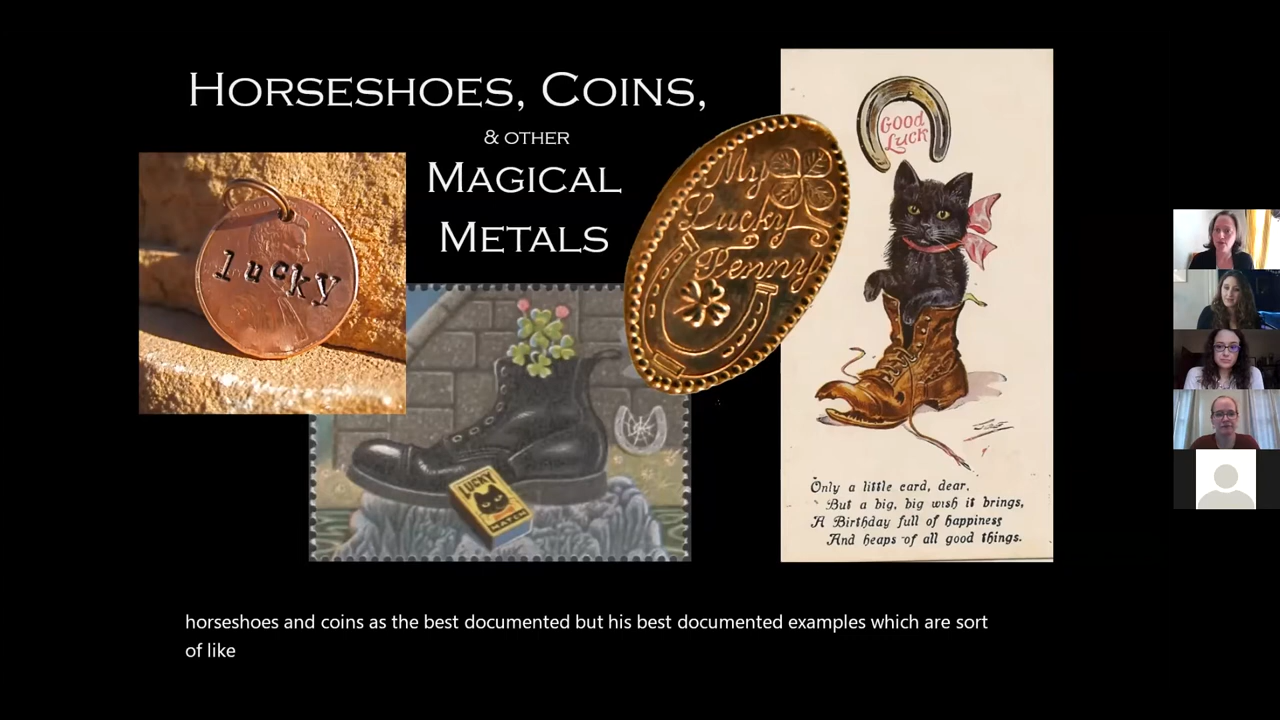 HORSESHOES, COINS,
& OTHER
MAGICAL
METALS
lucky
My
Lucky
Penny
LUCKY
MATCH
Good
Luck
Only a little card, dear,
But a big, big wish it brings,
A Birthday full of happiness
And heaps of all good things.
horseshoes and coins as the best documented but his best documented examples which are sort
of like